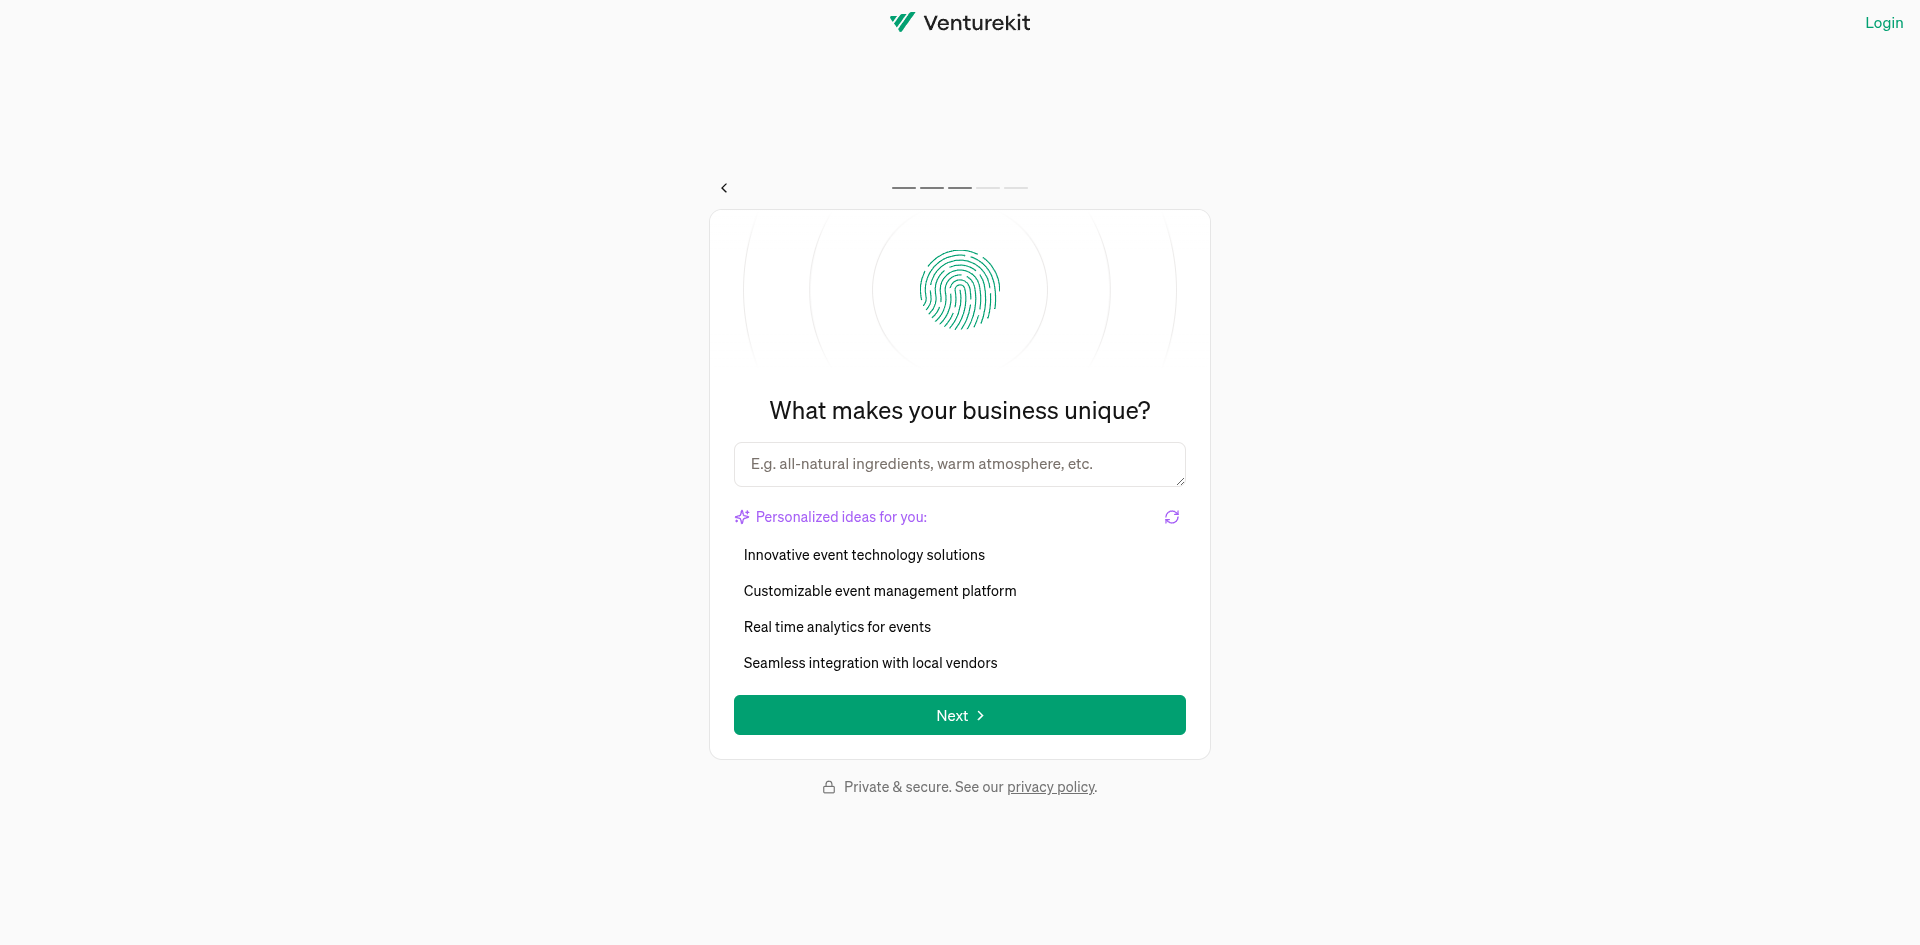 Venturekit
Login
What makes your business unique?
E.g. all-natural ingredients, warm atmosphere, etc.
Personalized ideas for you:
Innovative event technology solutions
Customizable event management platform
Real time analytics for events
Seamless integration with local vendors
Next
Private & secure. See our privacy policy.